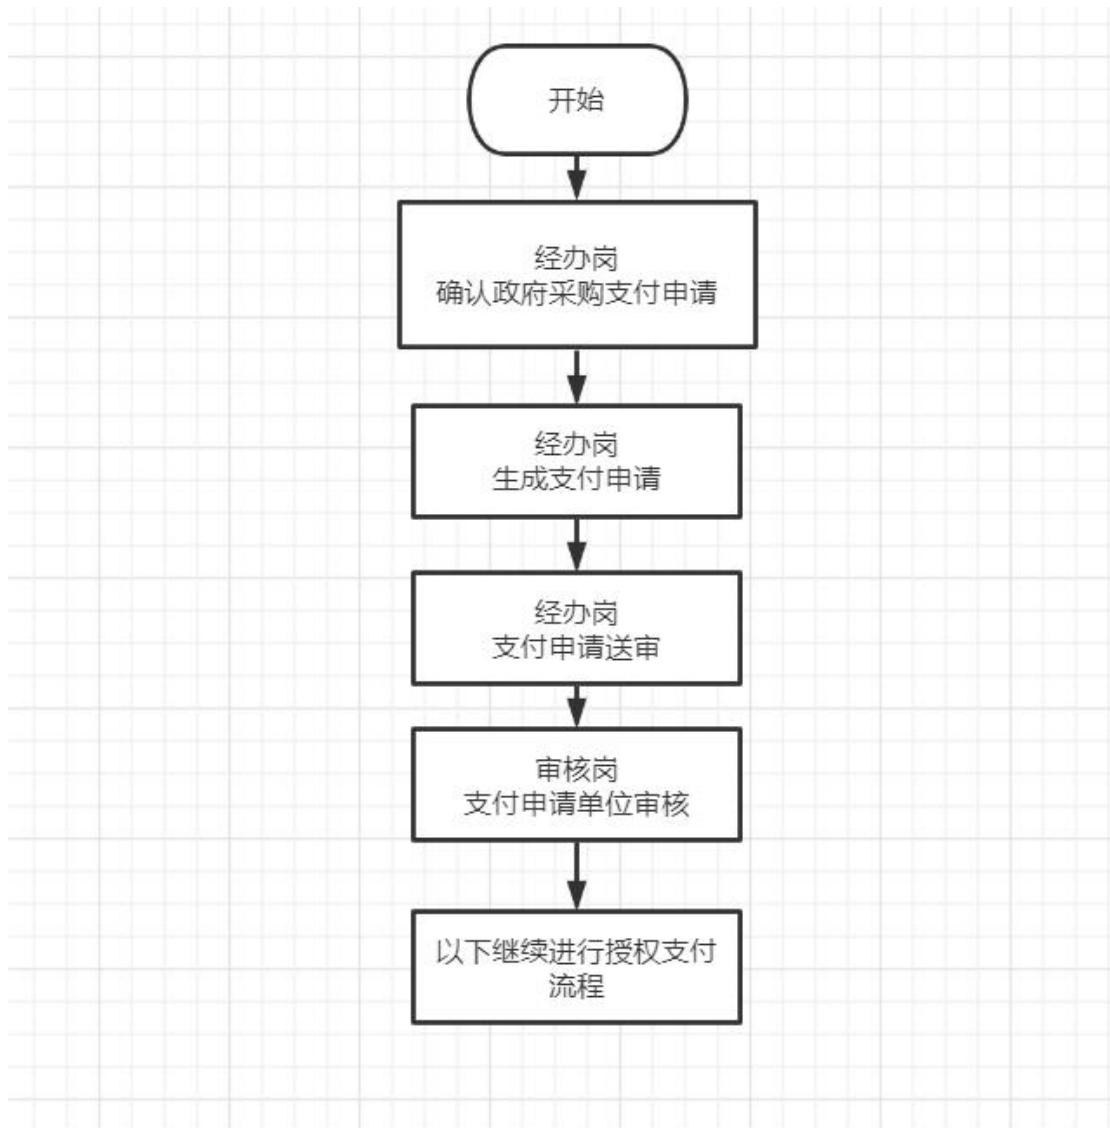 开始
经办岗
确认政府采购支付申请
经办岗
生成支付申请
经办岗
支付申请送审
审核岗
支付申请单位审核
以下继续进行授权支付
流程